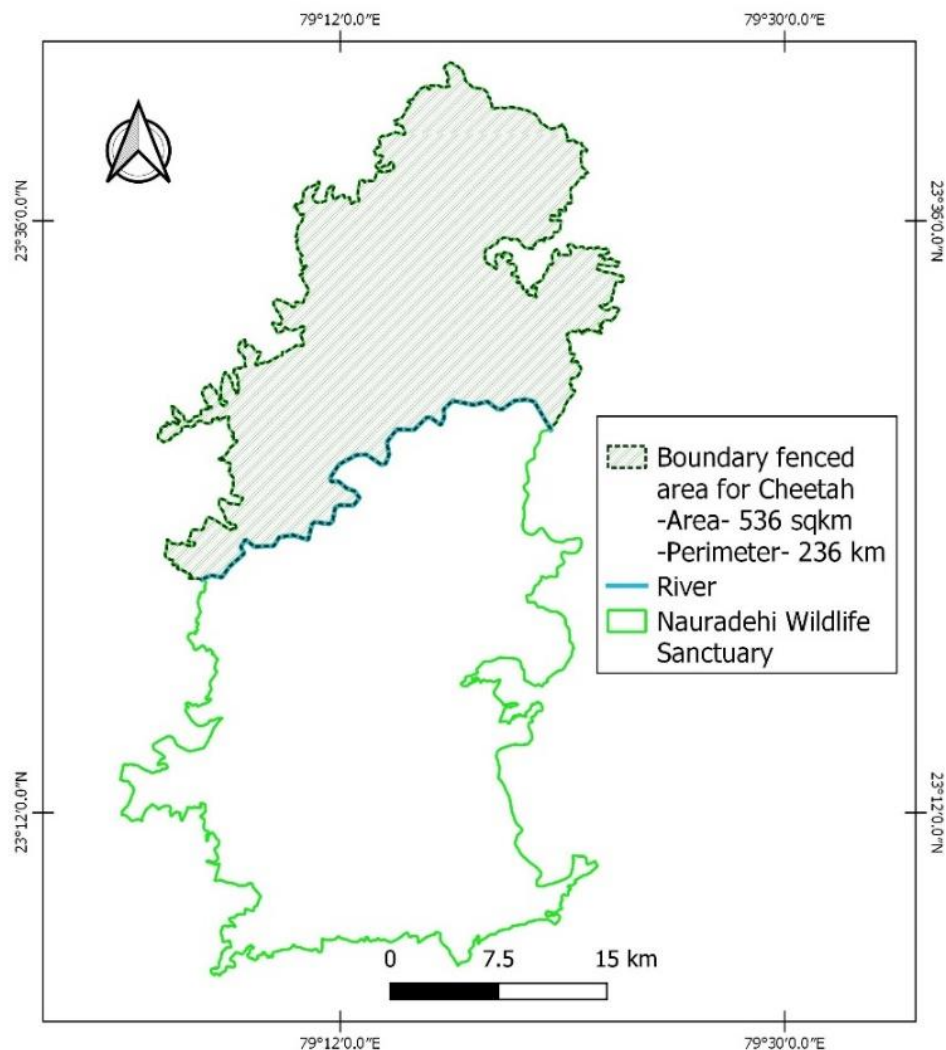 79°12′0.0″E
79°30′0.0″E
23°36′0.0″N
23°36′0.0″N
Boundary fenced
area for Cheetah
-Area- 536 sqkm
-Perimeter- 236 km
River
Nauradehi Wildlife
Sanctuary
23°12′0.0″N
23°12′0.0″N
0
7.5
15 km
79°12′0.0″E
79°30′0.0″E